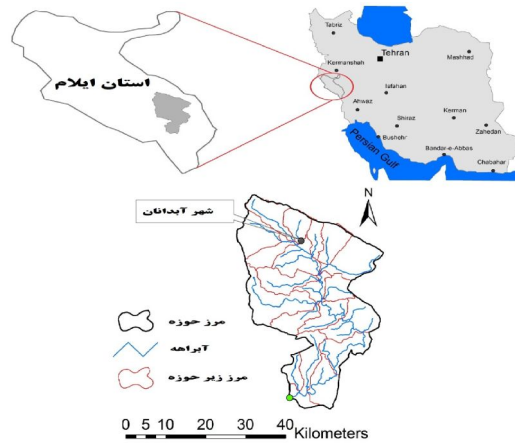 Tabriz
Tehran
Meshhed
Kermanshah
Isfahan
Ahwaz
Kerman
Shiraz
Zahedan
Bushehr
Bandar-e-Abbas
Chabahar
Persian Gulf
استان ایلام
N
شهر آبدانان
مرز حوزه
آبراهه
مرز زیر حوزه
0 5 10 20 30 40
Kilometers